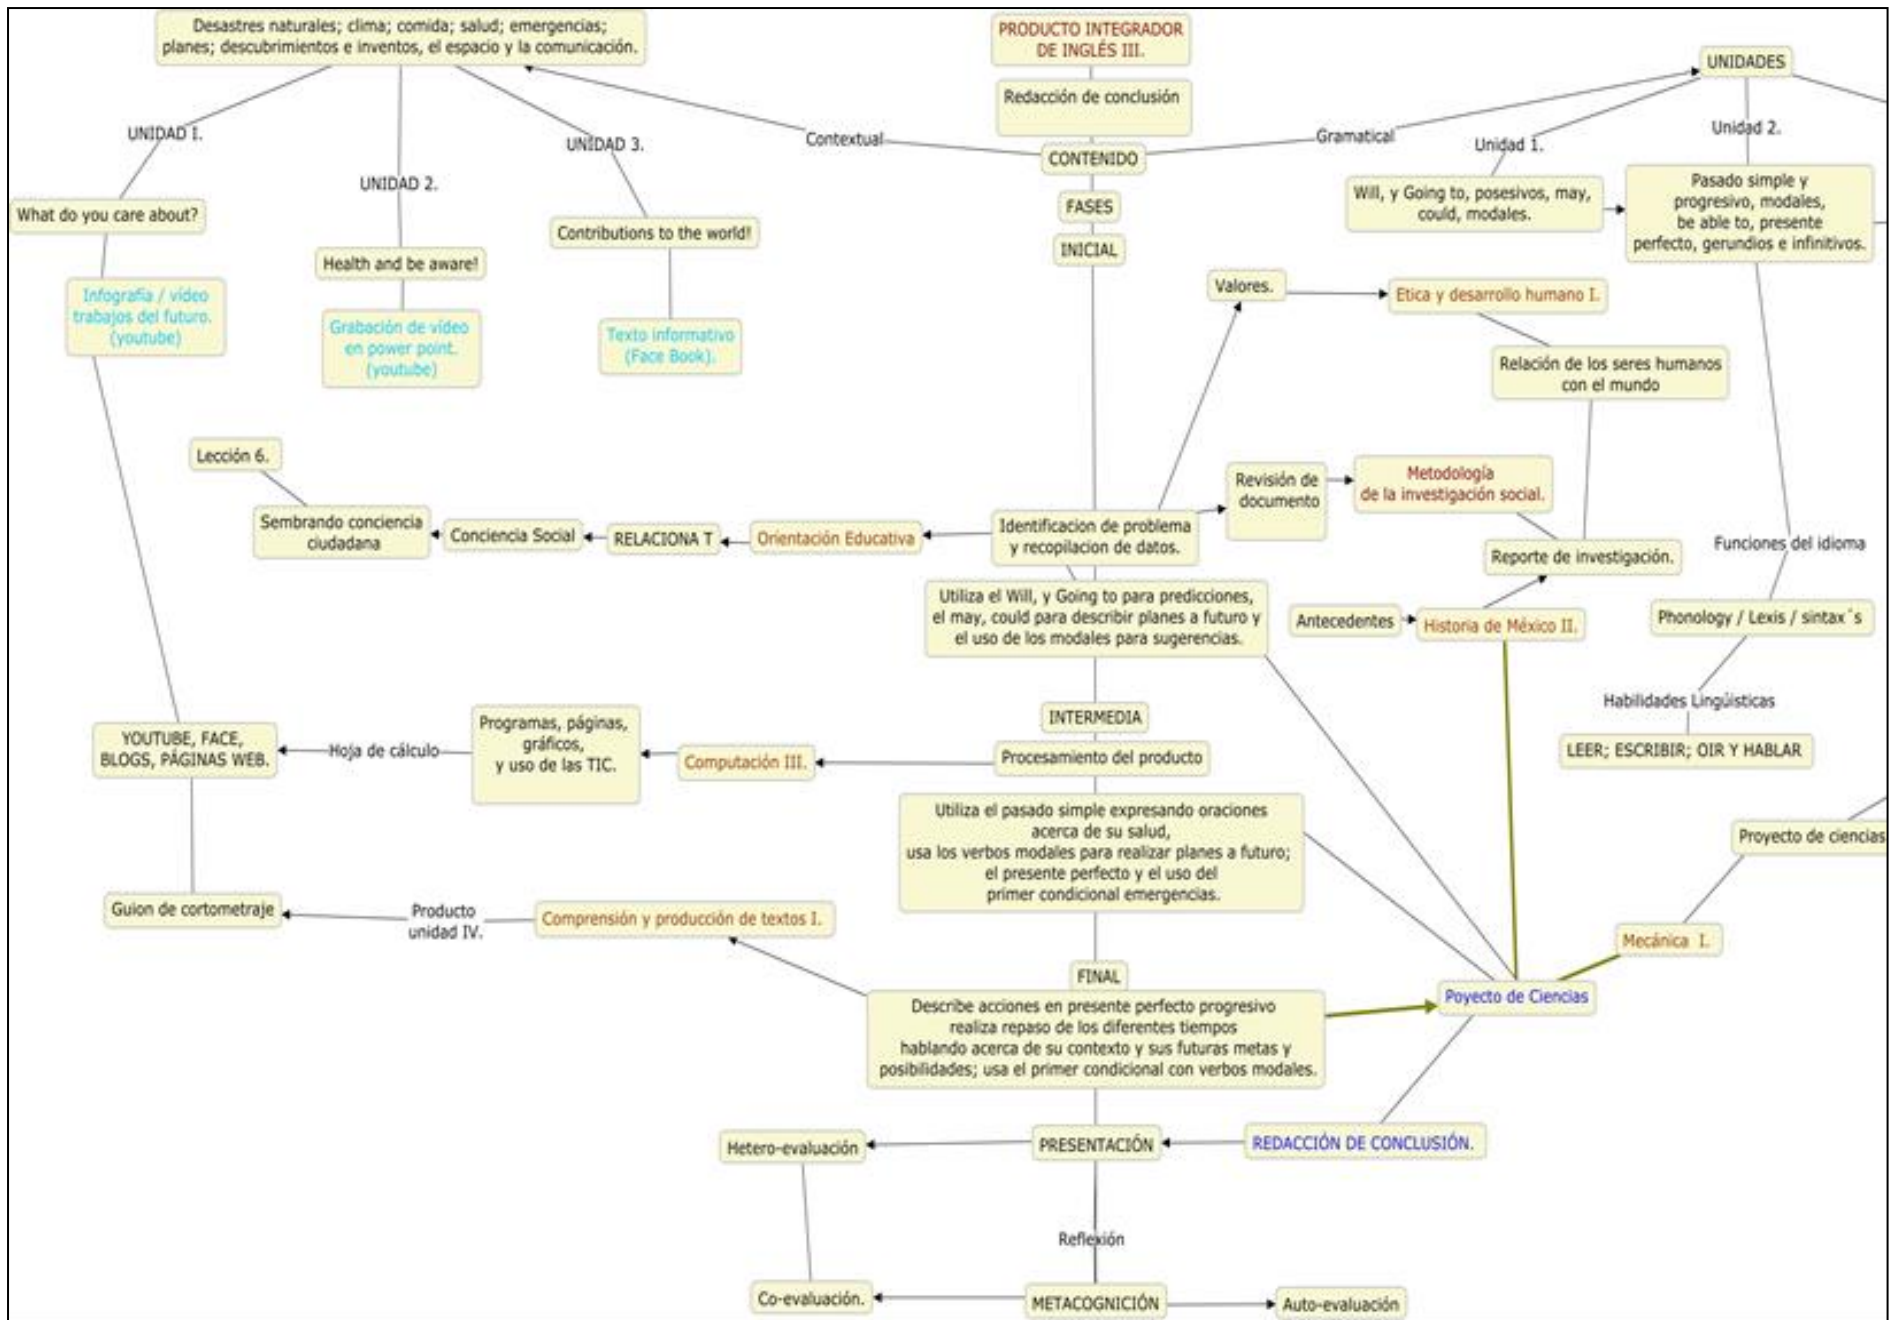 Desastres naturales; clima; comida; salud; emergencias;
planes; descubrimientos e inventos, el espacio y la comunicación.
PRODUCTO INTEGRADOR
DE INGLÉS III.
Redacción de conclusión
UNIDADES
UNIDAD I.
UNIDAD 2.
UNIDAD 3.
Contextual
CONTENIDO
Gramatical
Unidad 1.
Unidad 2.
What do you care about?
Health and be aware!
Contributions to the world!
FASES
INICIAL
Will, y Going to, posesivos, may,
could, modales.
Pasado simple y
progresivo, modales,
be able to, presente
perfecto, gerundios e infinitivos.
Infografia / vídeo
trabajos del futuro.
(youtube)
Grabación de vídeo
en power point.
(youtube)
Texto informativo
(Face Book).
Valores.
Etica y desarrollo humano I.
Relación de los seres humanos
con el mundo
Lección 6.
Sembrando conciencia
ciudadana
Conciencia Social
RELACIONA T
Orientación Educativa
Identificacion de problema
y recopilacion de datos.
Revisión de
documento
Metodología
de la investigación social.
Reporte de investigación.
Funciones del idioma
Utiliza el Will, y Going to para predicciones,
el may, could para describir planes a futuro y
el uso de los modales para sugerencias.
Antecedentes
Historia de México II.
Phonology / Lexis / sintax´s
Habilidades Lingüisticas
LEER; ESCRIBIR; OIR Y HABLAR
INTERMEDIA
Procesamiento del producto
Computación III.
Programas, páginas,
gráficos,
y uso de las TIC.
Hoja de cálculo
YOUTUBE, FACE,
BLOGS, PÁGINAS WEB.
Utiliza el pasado simple expresando oraciones
acerca de su salud,
usa los verbos modales para realizar planes a futuro;
el presente perfecto y el uso del
primer condicional emergencias.
Proyecto de ciencias
Guion de cortometraje
Producto
unidad IV.
Comprensión y producción de textos I.
Mecánica I.
FINAL
Describe acciones en presente perfecto progresivo
realiza repaso de los diferentes tiempos
hablando acerca de su contexto y sus futuras metas y
posibilidades; usa el primer condicional con verbos modales.
Poyecto de Ciencias
Hetero-evaluación
PRESENTACIÓN
REDACCIÓN DE CONCLUSIÓN.
Reflexión
Co-evaluación.
METACOGNICIÓN
Auto-evaluación